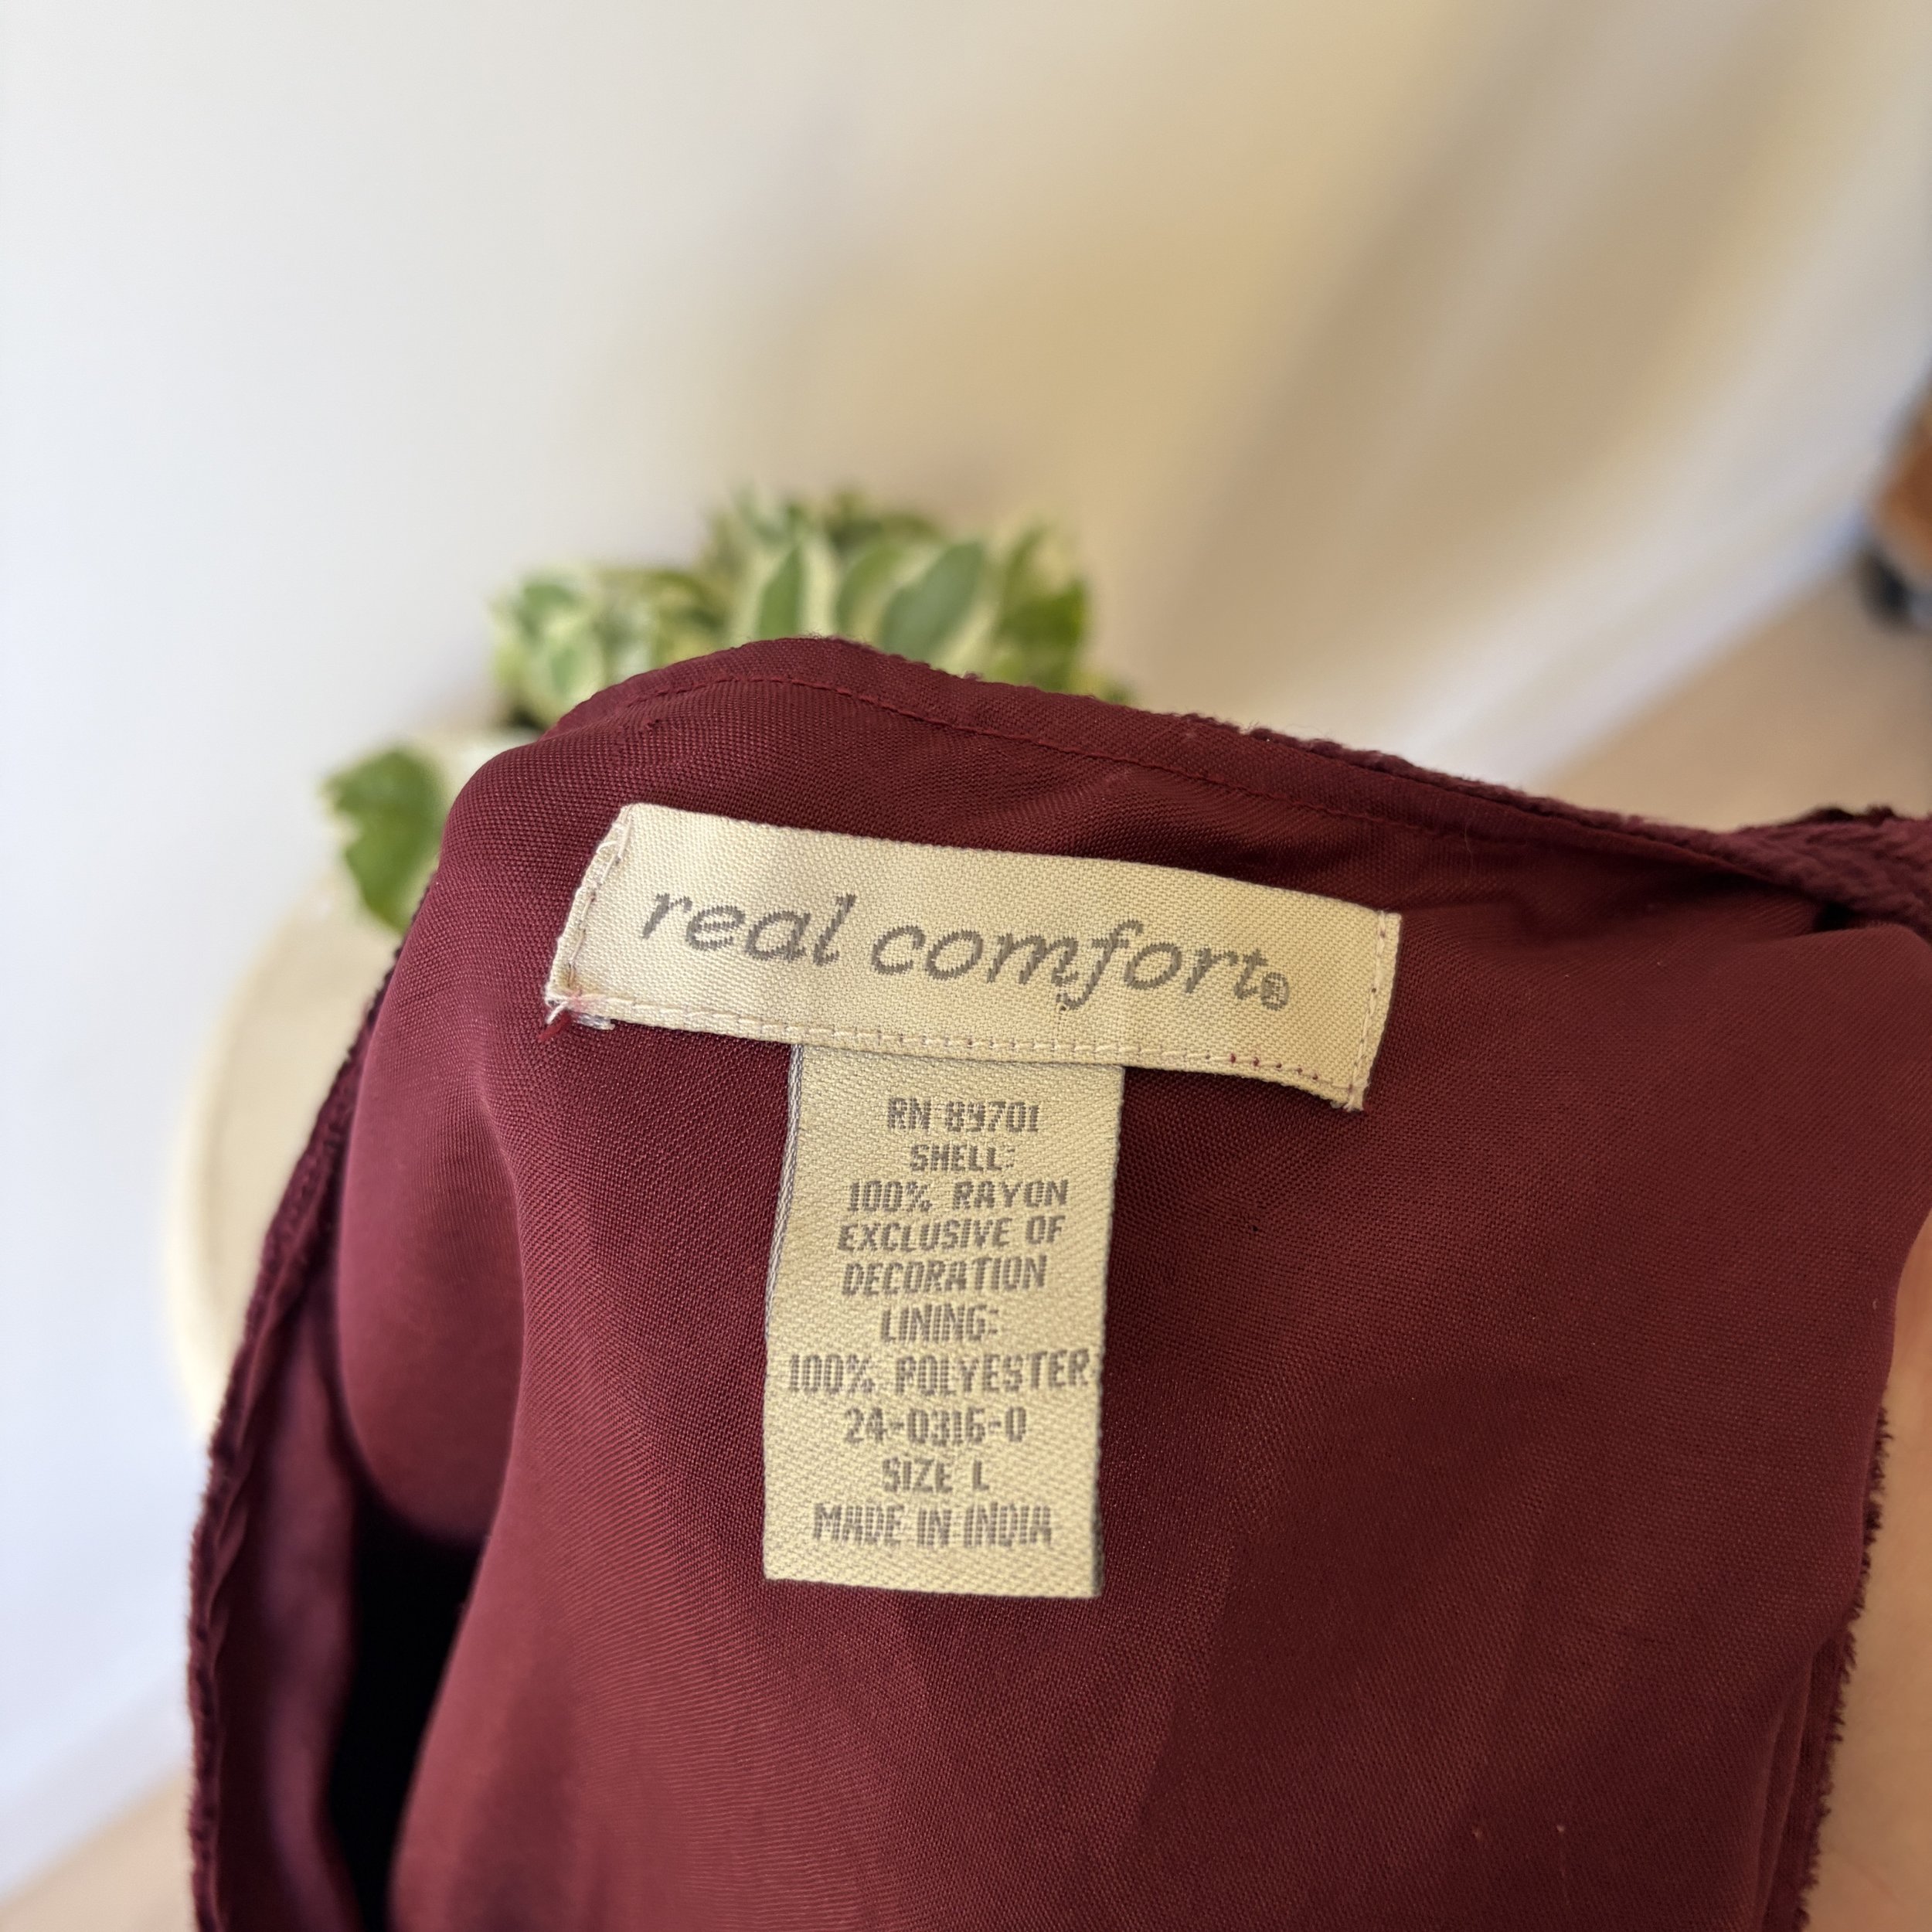 real comfort®
RN 89701
SHELL:
100% RAYON
EXCLUSIVE OF
DECORATION
LINING:
100% POLYESTER
24-0316-0
SIZE L
MADE IN INDIA